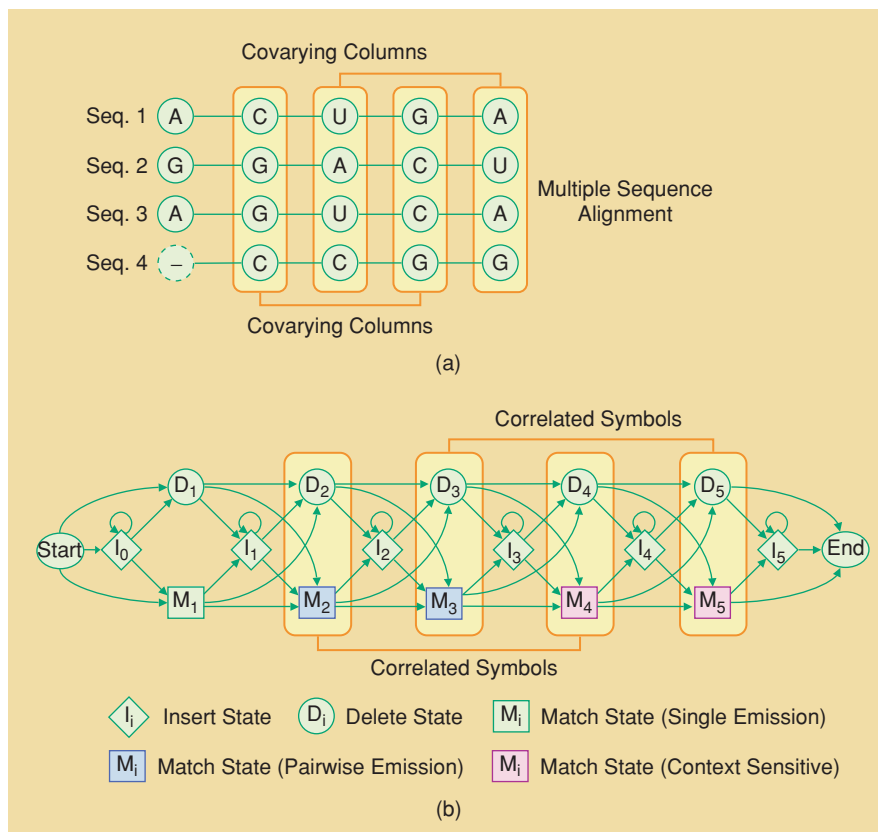 Covarying Columns
Seq. 1 A C U G A
Seq. 2 G G A C U
Seq. 3 A G U C A
Seq. 4 – C C G G
Multiple Sequence
Alignment
Covarying Columns
(a)
Correlated Symbols
D1 D2 D3 D4 D5
Start I0 I1 I2 I3 I4 I5 End
M1 M2 M3 M4 M5
Correlated Symbols
Ii Insert State Di Delete State Mi Match State (Single Emission)
Mi Match State (Pairwise Emission) Mi Match State (Context Sensitive)
(b)